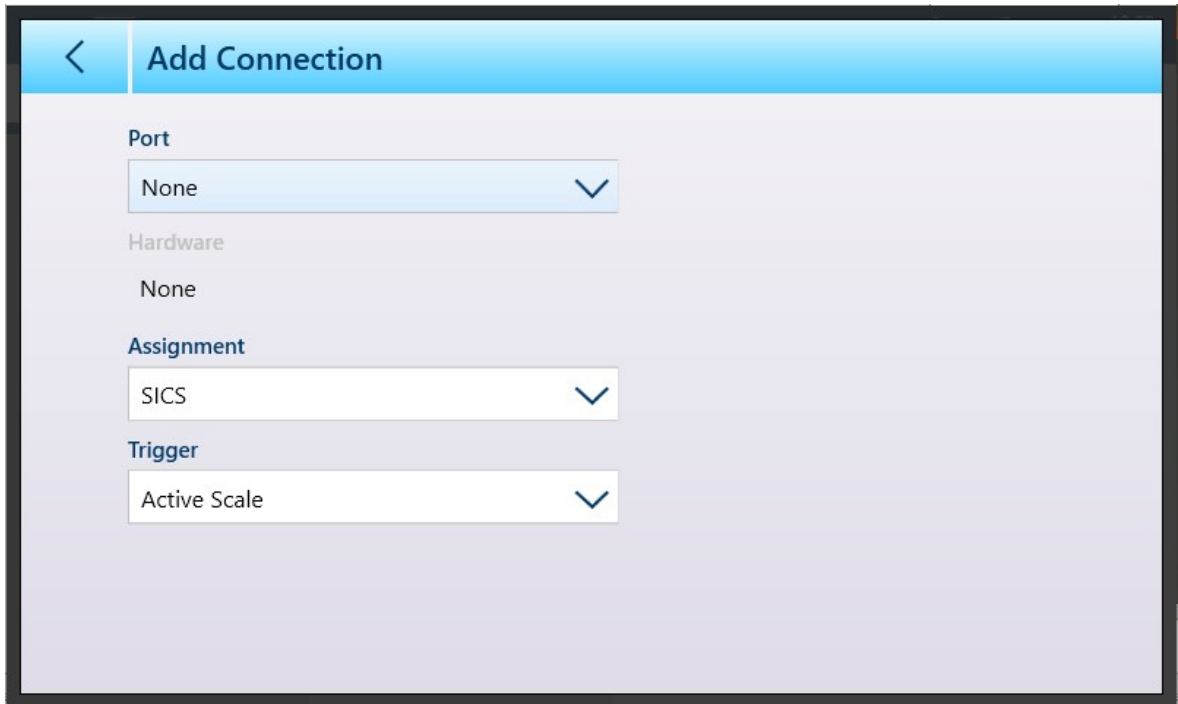 Add Connection
Port
None
Hardware
None
Assignment
SICS
Trigger
Active Scale